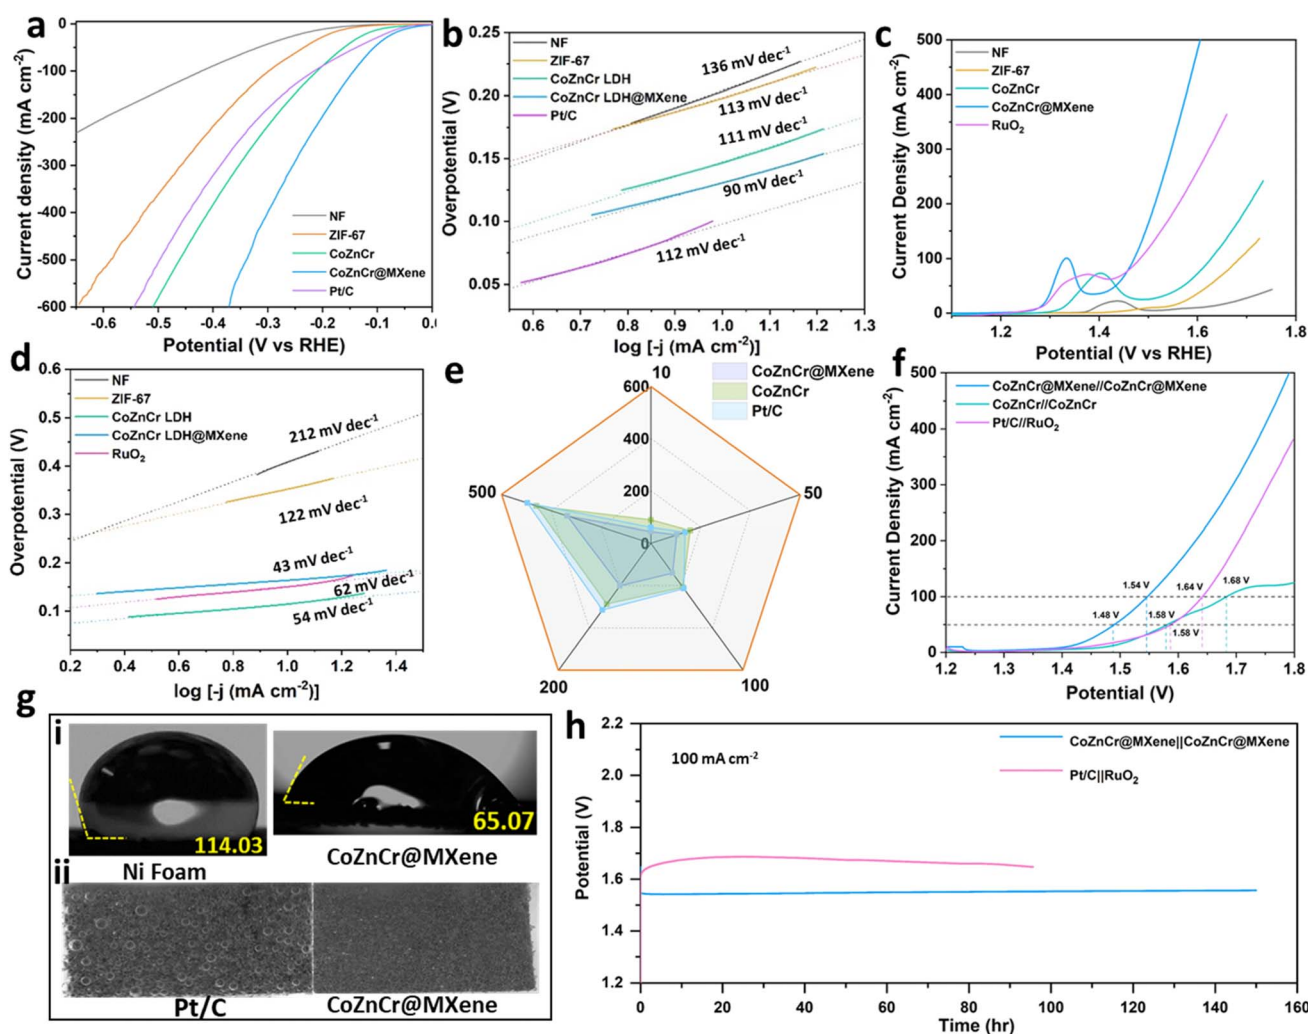 a
0
-100
-200
-300
-400
-500
-600
Current density (mA cm⁻²)
NF
ZIF-67
CoZnCr
CoZnCr@MXene
Pt/C
-0.6
-0.5
-0.4
-0.3
-0.2
-0.1
0.0
Potential (V vs RHE)
b
0.25
0.20
0.15
0.10
0.05
Overpotential (V)
NF
ZIF-67
CoZnCr LDH
CoZnCr LDH@MXene
Pt/C
136 mV dec⁻¹
113 mV dec⁻¹
111 mV dec⁻¹
90 mV dec⁻¹
112 mV dec⁻¹
0.6
0.7
0.8
0.9
1.0
1.1
1.2
1.3
log [-j (mA cm⁻²)]
c
500
400
300
200
100
0
Current Density (mA cm⁻²)
NF
ZIF-67
CoZnCr
CoZnCr@MXene
RuO₂
1.2
1.4
1.6
1.8
Potential (V vs RHE)
d
0.6
0.5
0.4
0.3
0.2
0.1
Overpotential (V)
NF
ZIF-67
CoZnCr LDH
CoZnCr LDH@MXene
RuO₂
212 mV dec⁻¹
122 mV dec⁻¹
43 mV dec⁻¹
62 mV dec⁻¹
54 mV dec⁻¹
0.2
0.4
0.6
0.8
1.0
1.2
1.4
log [-j (mA cm⁻²)]
e
10
CoZnCr@MXene
CoZnCr
Pt/C
600
400
200
0
500
50
200
100
f
500
400
300
200
100
50
0
Current Density (mA cm⁻²)
CoZnCr@MXene//CoZnCr@MXene
CoZnCr//CoZnCr
Pt/C//RuO₂
1.54 V
1.64 V
1.68 V
1.48 V
1.58 V
1.58 V
1.2
1.3
1.4
1.5
1.6
1.7
1.8
Potential (V)
g
i
114.03
65.07
Ni Foam
CoZnCr@MXene
ii
Pt/C
CoZnCr@MXene
h
2.2
2.0
1.8
1.6
1.4
1.2
Potential (V)
100 mA cm⁻²
CoZnCr@MXene||CoZnCr@MXene
Pt/C||RuO₂
0
20
40
60
80
100
120
140
160
Time (hr)